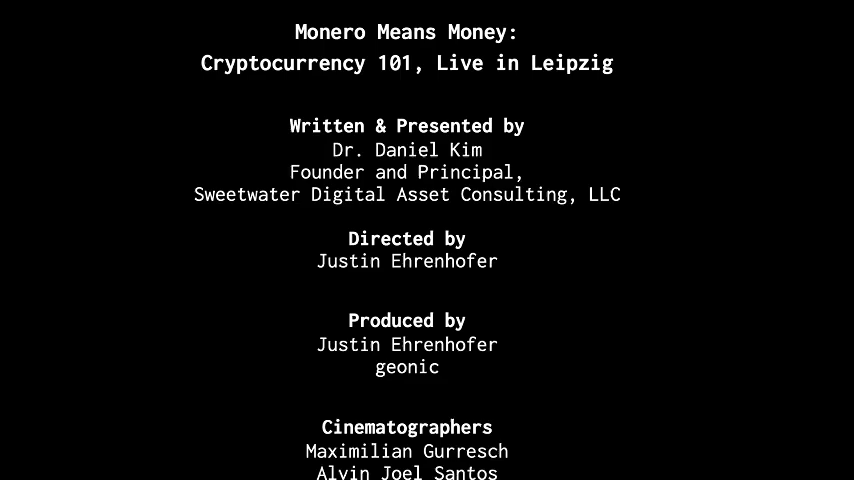 Monero Means Money:
Cryptocurrency 101, Live in Leipzig
Written & Presented by
Dr. Daniel Kim
Founder and Principal,
Sweetwater Digital Asset Consulting, LLC
Directed by
Justin Ehrenhofer
Produced by
Justin Ehrenhofer
geonic
Cinematographers
Maximilian Gurresch
Alvin Joel Santos